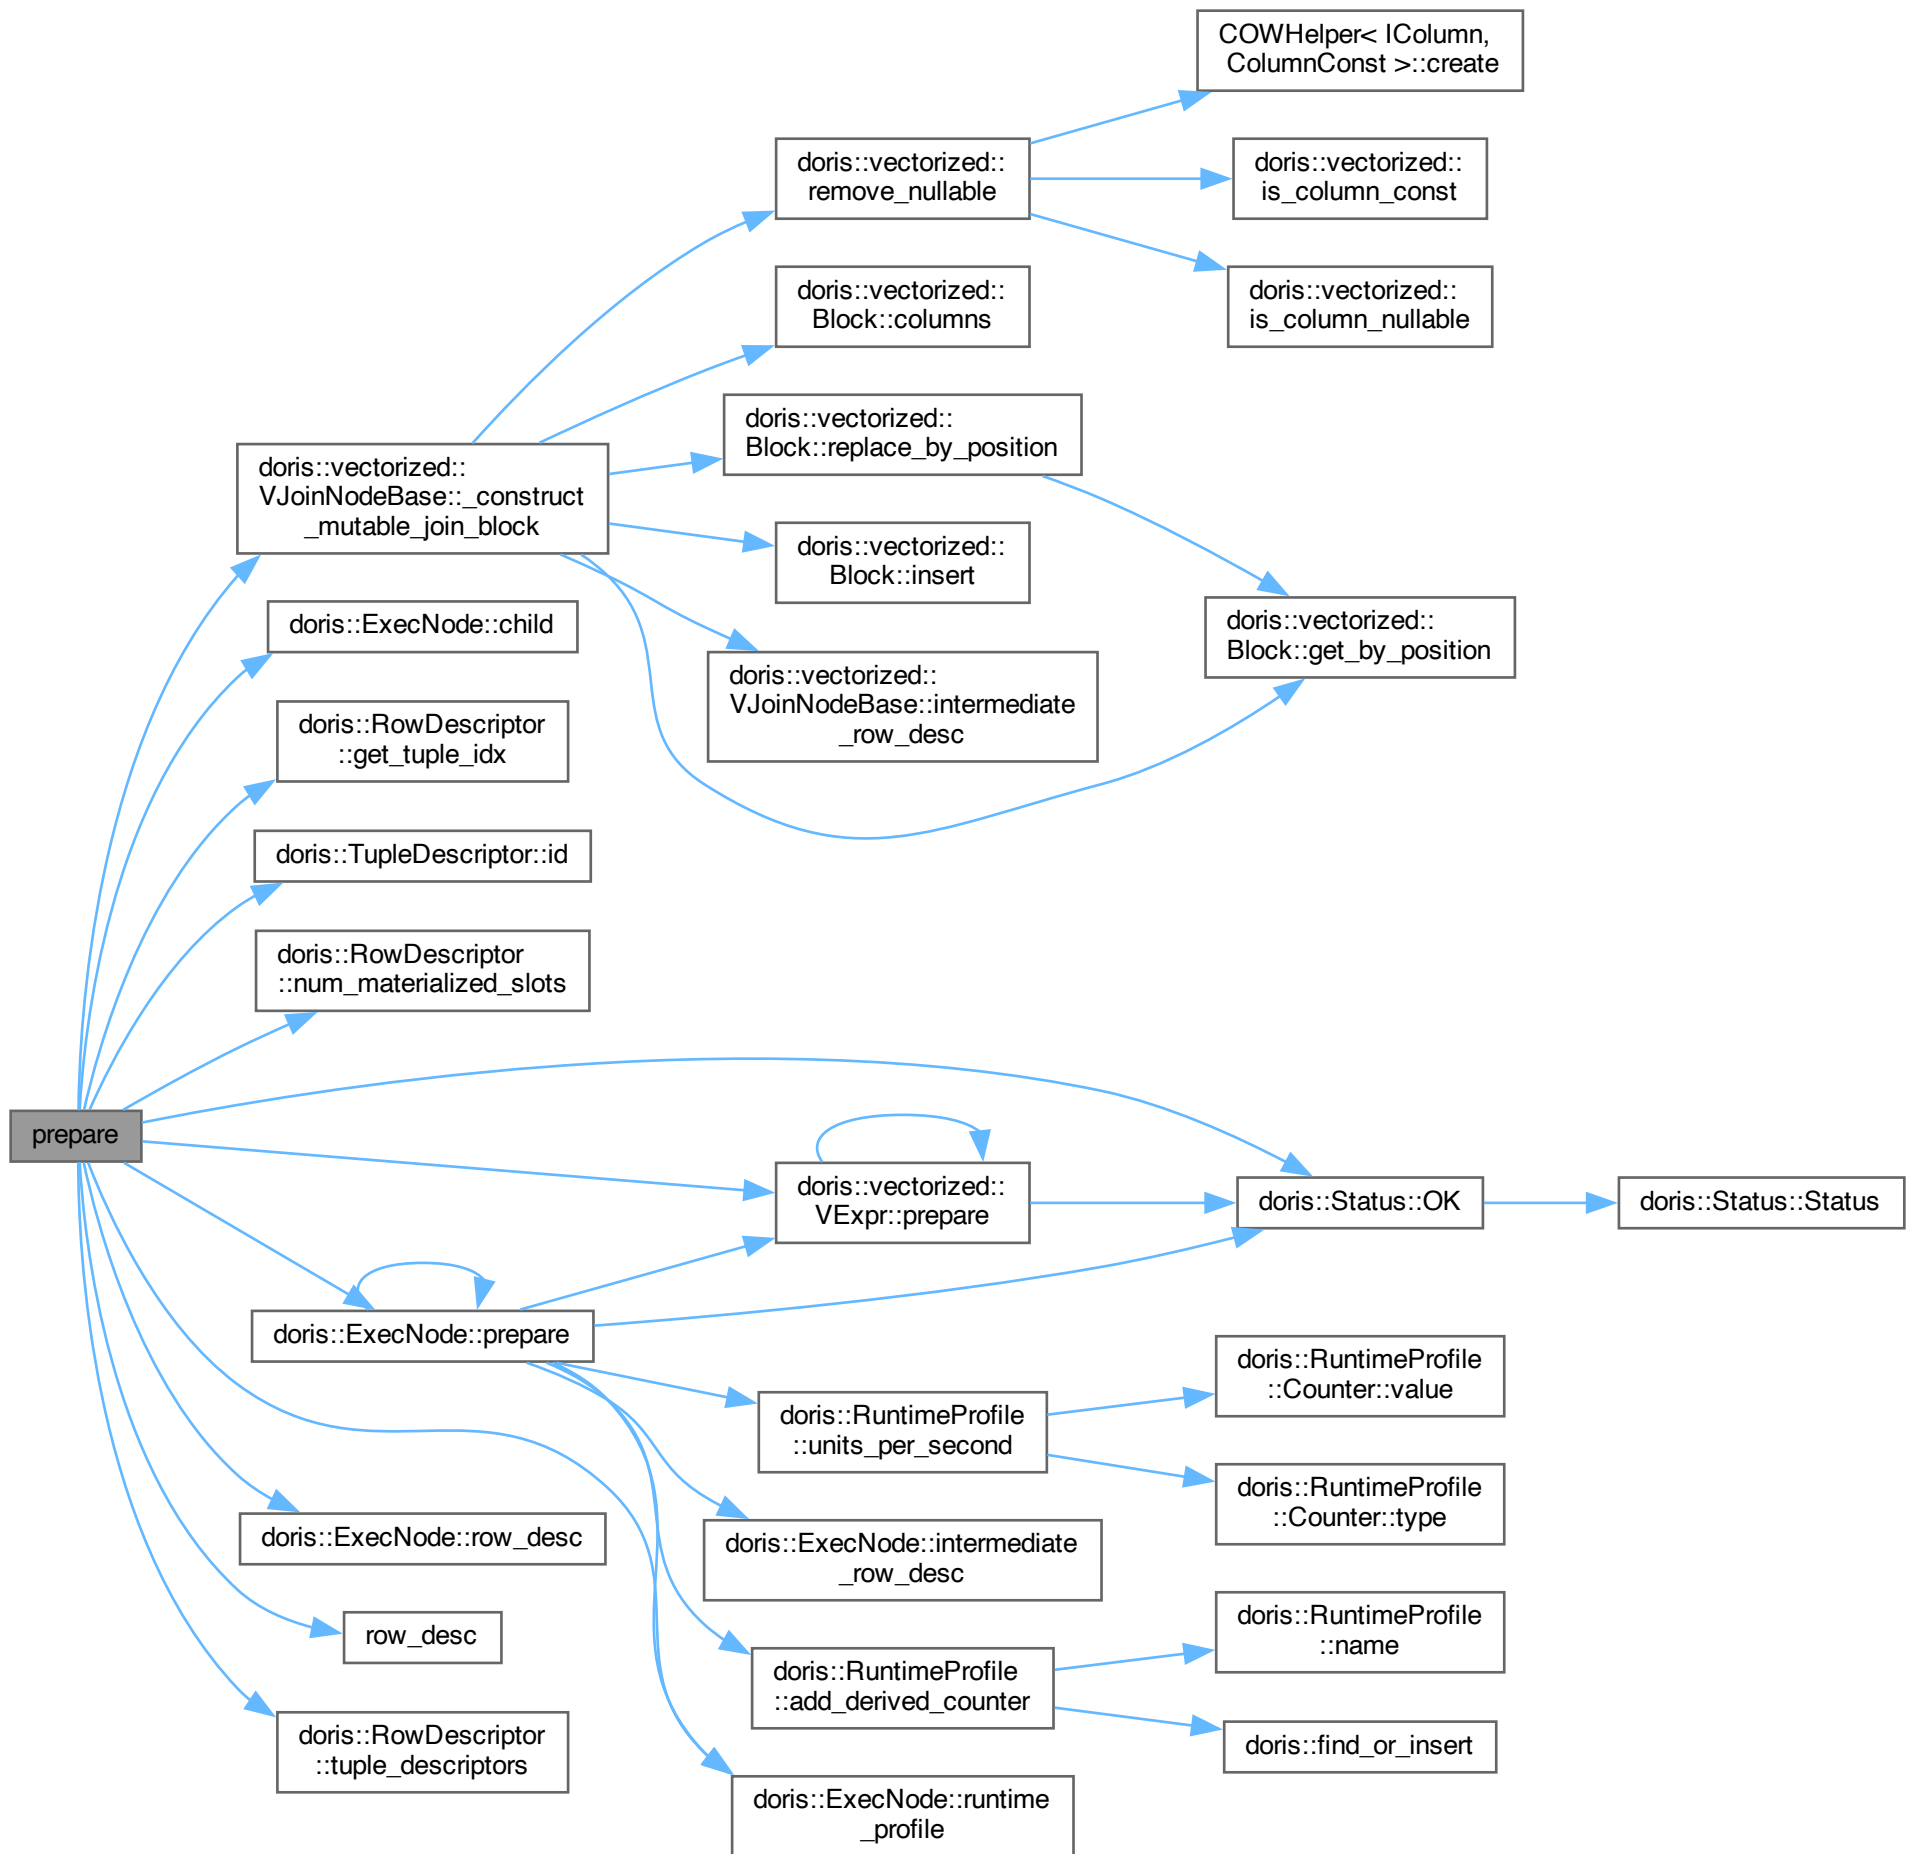 COWHelper< IColumn,
ColumnConst >::create
doris::vectorized::
remove_nullable
doris::vectorized::
is_column_const
doris::vectorized::
Block::columns
doris::vectorized::
is_column_nullable
doris::vectorized::
Block::replace_by_position
doris::vectorized::
VJoinNodeBase::_construct
_mutable_join_block
doris::vectorized::
Block::insert
doris::ExecNode::child
doris::vectorized::
Block::get_by_position
doris::vectorized::
VJoinNodeBase::intermediate
_row_desc
doris::RowDescriptor
::get_tuple_idx
doris::TupleDescriptor::id
doris::RowDescriptor
::num_materialized_slots
prepare
doris::vectorized::
VExpr::prepare
doris::Status::OK
doris::Status::Status
doris::ExecNode::prepare
doris::RuntimeProfile
::Counter::value
doris::RuntimeProfile
::units_per_second
doris::RuntimeProfile
::Counter::type
doris::ExecNode::row_desc
doris::ExecNode::intermediate
_row_desc
row_desc
doris::RuntimeProfile
::name
doris::RuntimeProfile
::add_derived_counter
doris::RowDescriptor
::tuple_descriptors
doris::find_or_insert
doris::ExecNode::runtime
_profile